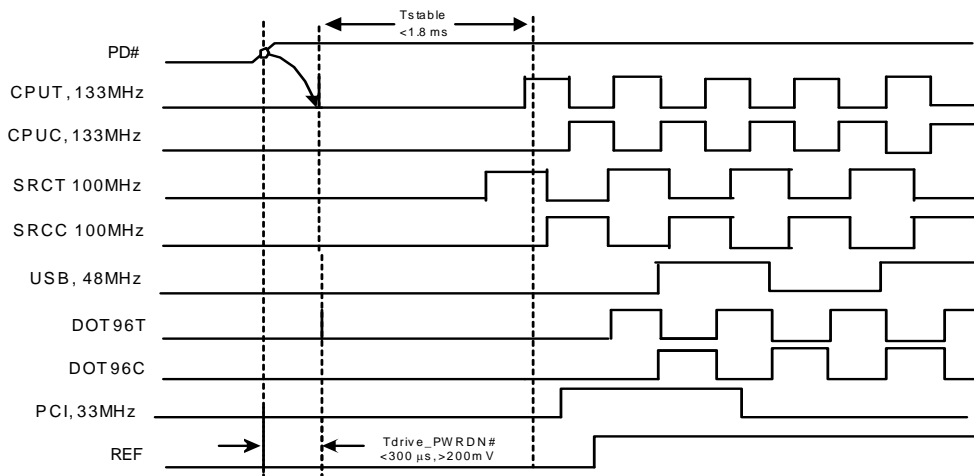 Tstable
<1.8 ms
PD#
CPUT, 133MHz
CPUC, 133MHz
SRCT 100MHz
SRCC 100MHz
USB, 48MHz
DOT96T
DOT96C
PCI, 33MHz
Tdrive_PWRDN#
<300 µs, >200mV
REF